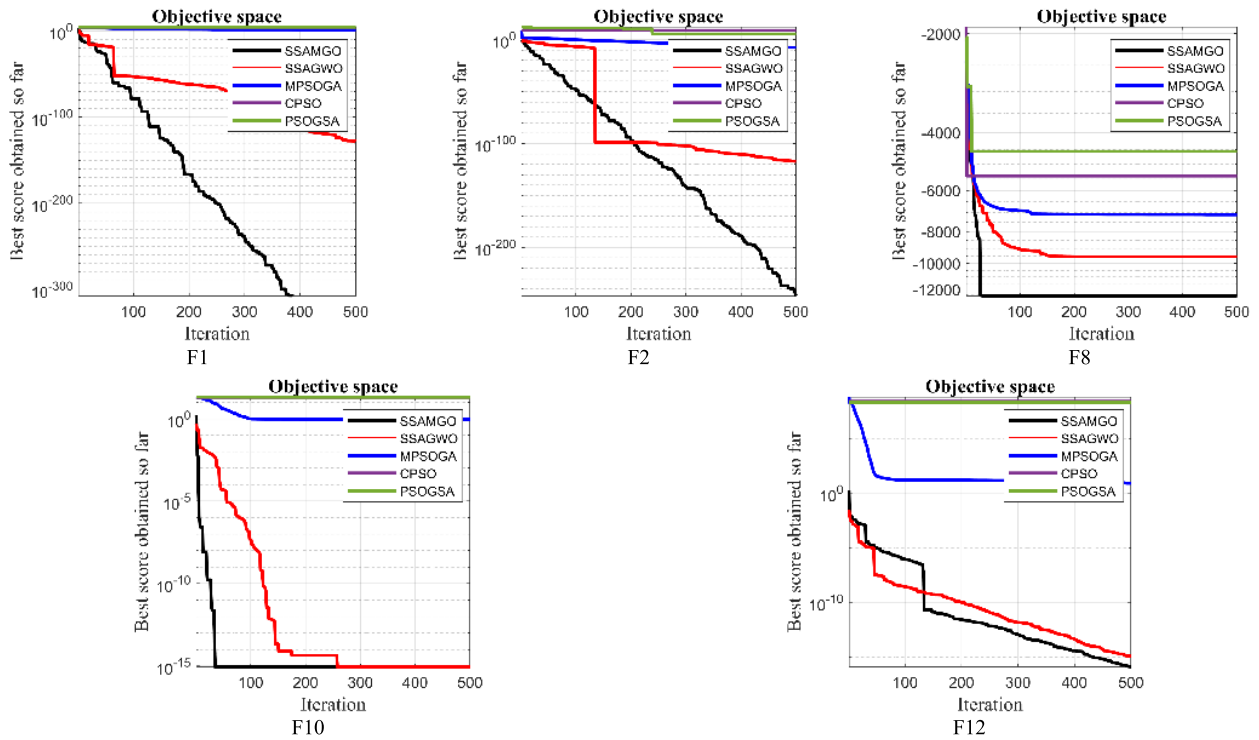 Objective space
Best score obtained so far
10^0
10^-100
10^-200
10^-300
SSAMGO
SSAGWO
MPSOGA
CPSO
PSOGSA
100 200 300 400 500
Iteration
F1
Objective space
Best score obtained so far
10^0
10^-100
10^-200
SSAMGO
SSAGWO
MPSOGA
CPSO
PSOGSA
100 200 300 400 500
Iteration
F2
Objective space
Best score obtained so far
-2000
-4000
-6000
-8000
-10000
-12000
SSAMGO
SSAGWO
MPSOGA
CPSO
PSOGSA
100 200 300 400 500
Iteration
F8
Objective space
Best score obtained so far
10^0
10^-5
10^-10
10^-15
SSAMGO
SSAGWO
MPSOGA
CPSO
PSOGSA
100 200 300 400 500
Iteration
F10
Objective space
Best score obtained so far
10^0
10^-10
SSAMGO
SSAGWO
MPSOGA
CPSO
PSOGSA
100 200 300 400 500
Iteration
F12